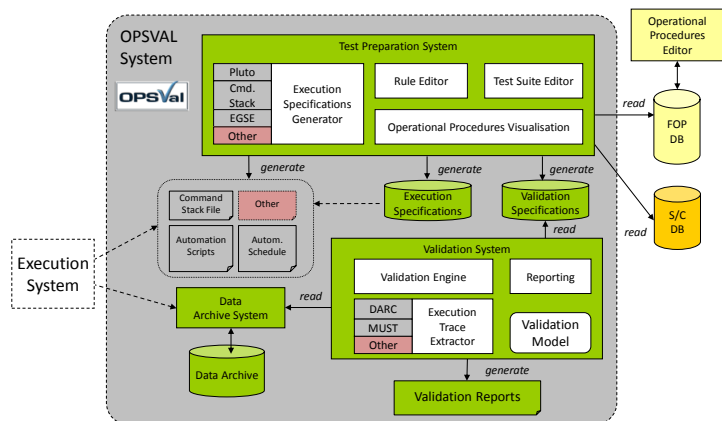 OPSVAL
System
OPSVal
Test Preparation System
Pluto
Cmd.
Stack
EGSE
Other
Execution
Specifications
Generator
Rule Editor
Test Suite Editor
Operational Procedures Visualisation
Operational
Procedures
Editor
read
FOP
DB
read
S/C
DB
generate
generate
generate
Command
Stack File
Other
Automation
Scripts
Autom.
Schedule
Execution
Specifications
Validation
Specifications
read
Execution
System
Validation System
Validation Engine
Reporting
DARC
MUST
Other
Execution
Trace
Extractor
Validation
Model
read
Data
Archive System
Data Archive
generate
Validation Reports